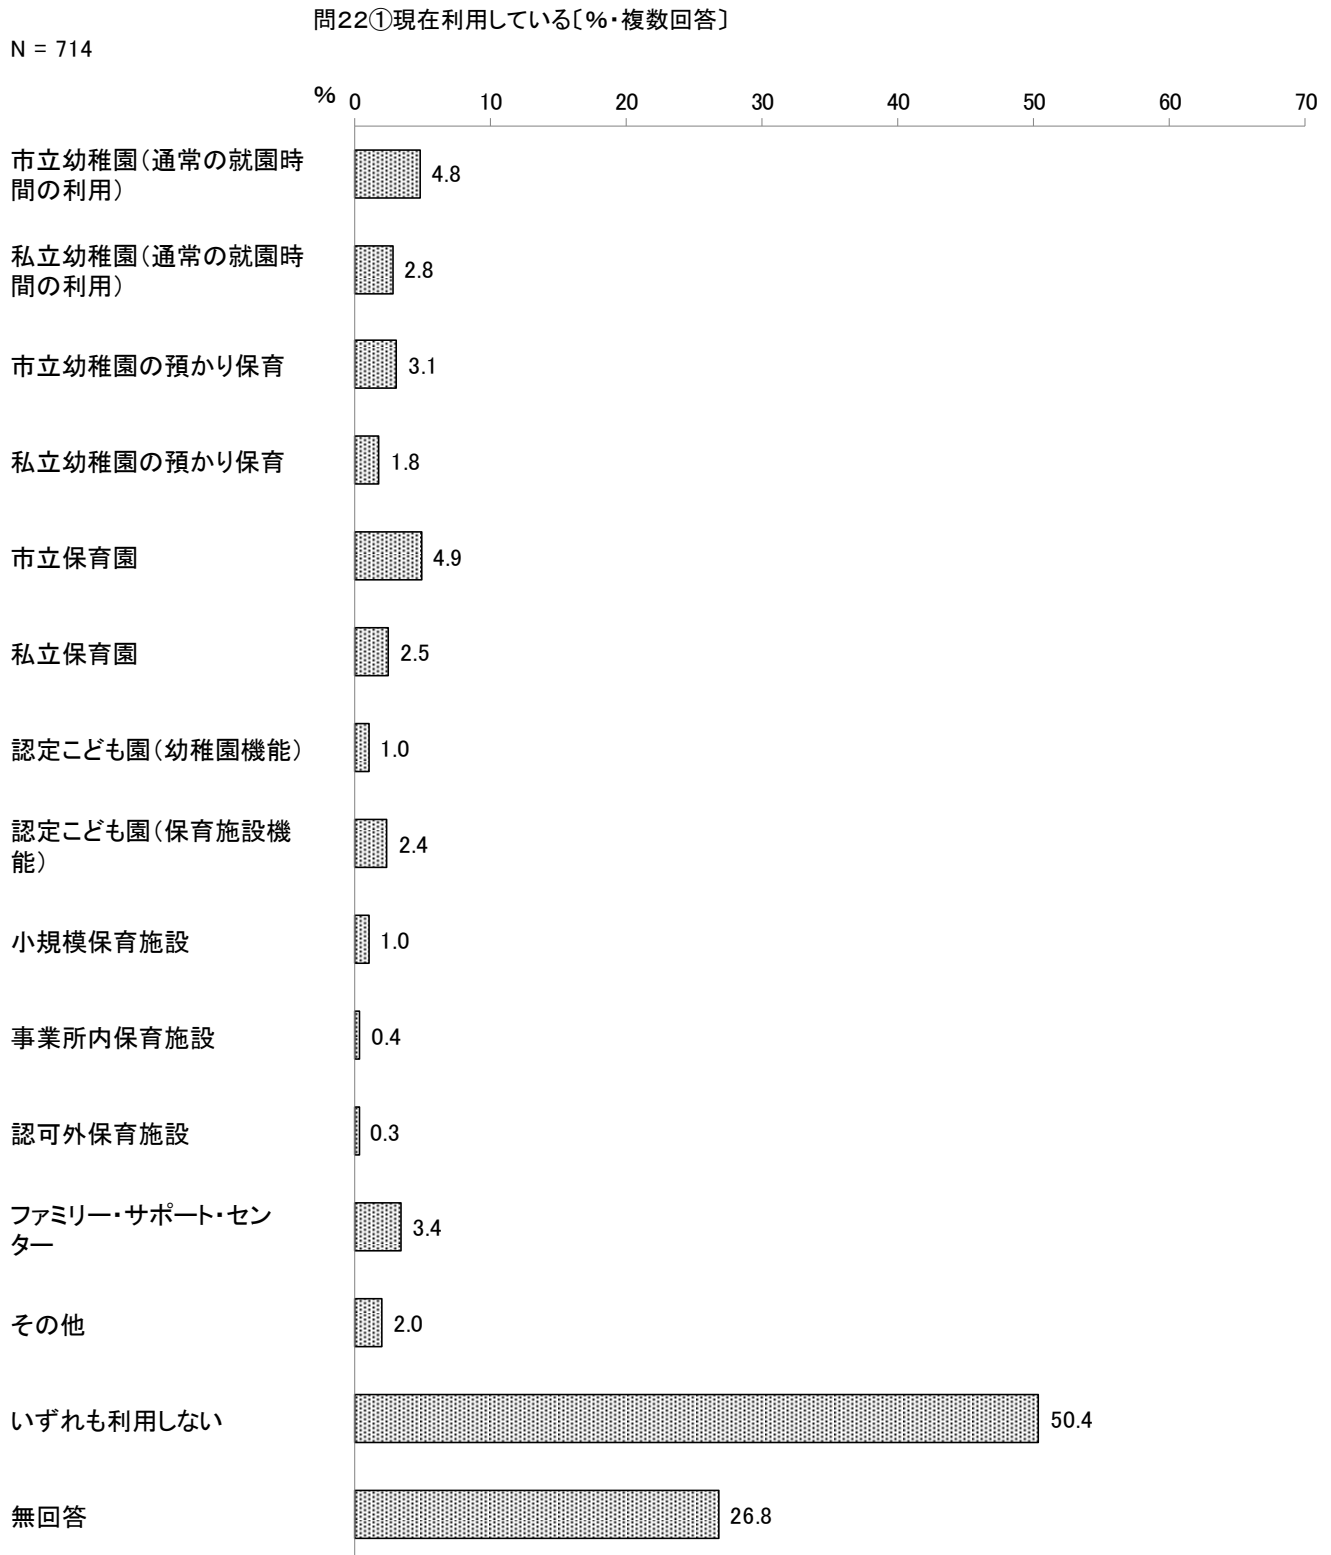 問22①現在利用している〔%・複数回答〕
N = 714
% 0 10 20 30 40 50 60 70
市立幼稚園(通常の就園時
間の利用)
4.8
私立幼稚園(通常の就園時
間の利用)
2.8
市立幼稚園の預かり保育
3.1
私立幼稚園の預かり保育
1.8
市立保育園
4.9
私立保育園
2.5
認定こども園(幼稚園機能)
1.0
認定こども園(保育施設機
能)
2.4
小規模保育施設
1.0
事業所内保育施設
0.4
認可外保育施設
0.3
ファミリー・サポート・セン
ター
3.4
その他
2.0
いずれも利用しない
50.4
無回答
26.8